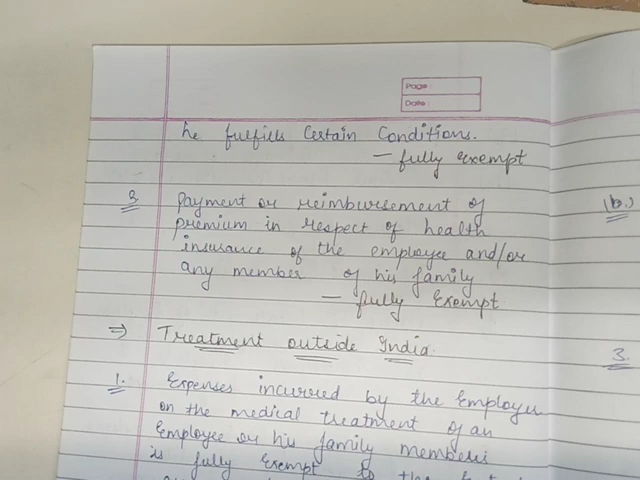 Page :
Date :
he fulfills Certain Conditions.
— fully exempt
3. Payment or reimbursement of
premium in respect of health
insurance of the employee and/or
any member of his family
— fully Exempt
⇒ Treatment outside India
1. Expenses incurred by the Employer
on the medical treatment of an
Employee or his family members
is fully Exempt to the
(b.)
3.